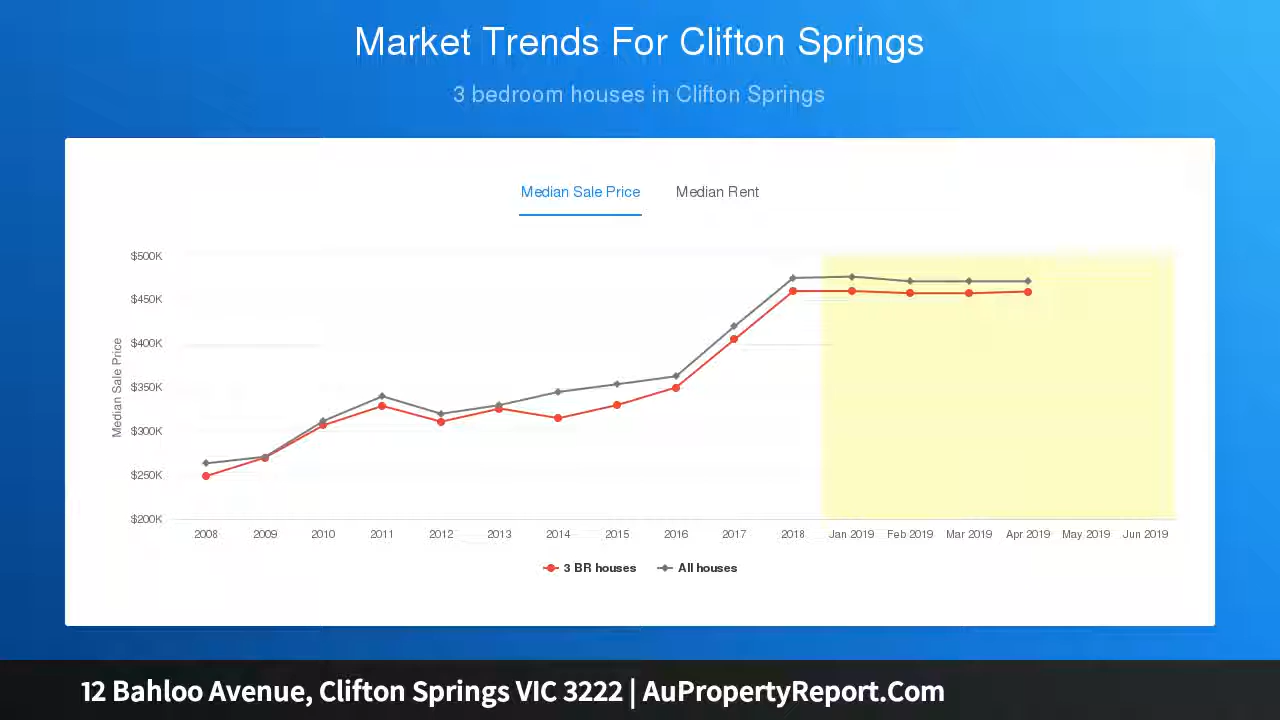 Market Trends For Clifton Springs
3 bedroom houses in Clifton Springs
Median Sale Price Median Rent
$500K
$450K
$400K
$350K
$300K
$250K
$200K
Median Sale Price
2008 2009 2010 2011 2012 2013 2014 2015 2016 2017 2018 Jan 2019 Feb 2019 Mar 2019 Apr 2019 May 2019 Jun 2019
3 BR houses All houses
12 Bahloo Avenue, Clifton Springs VIC 3222 | AuPropertyReport.Com